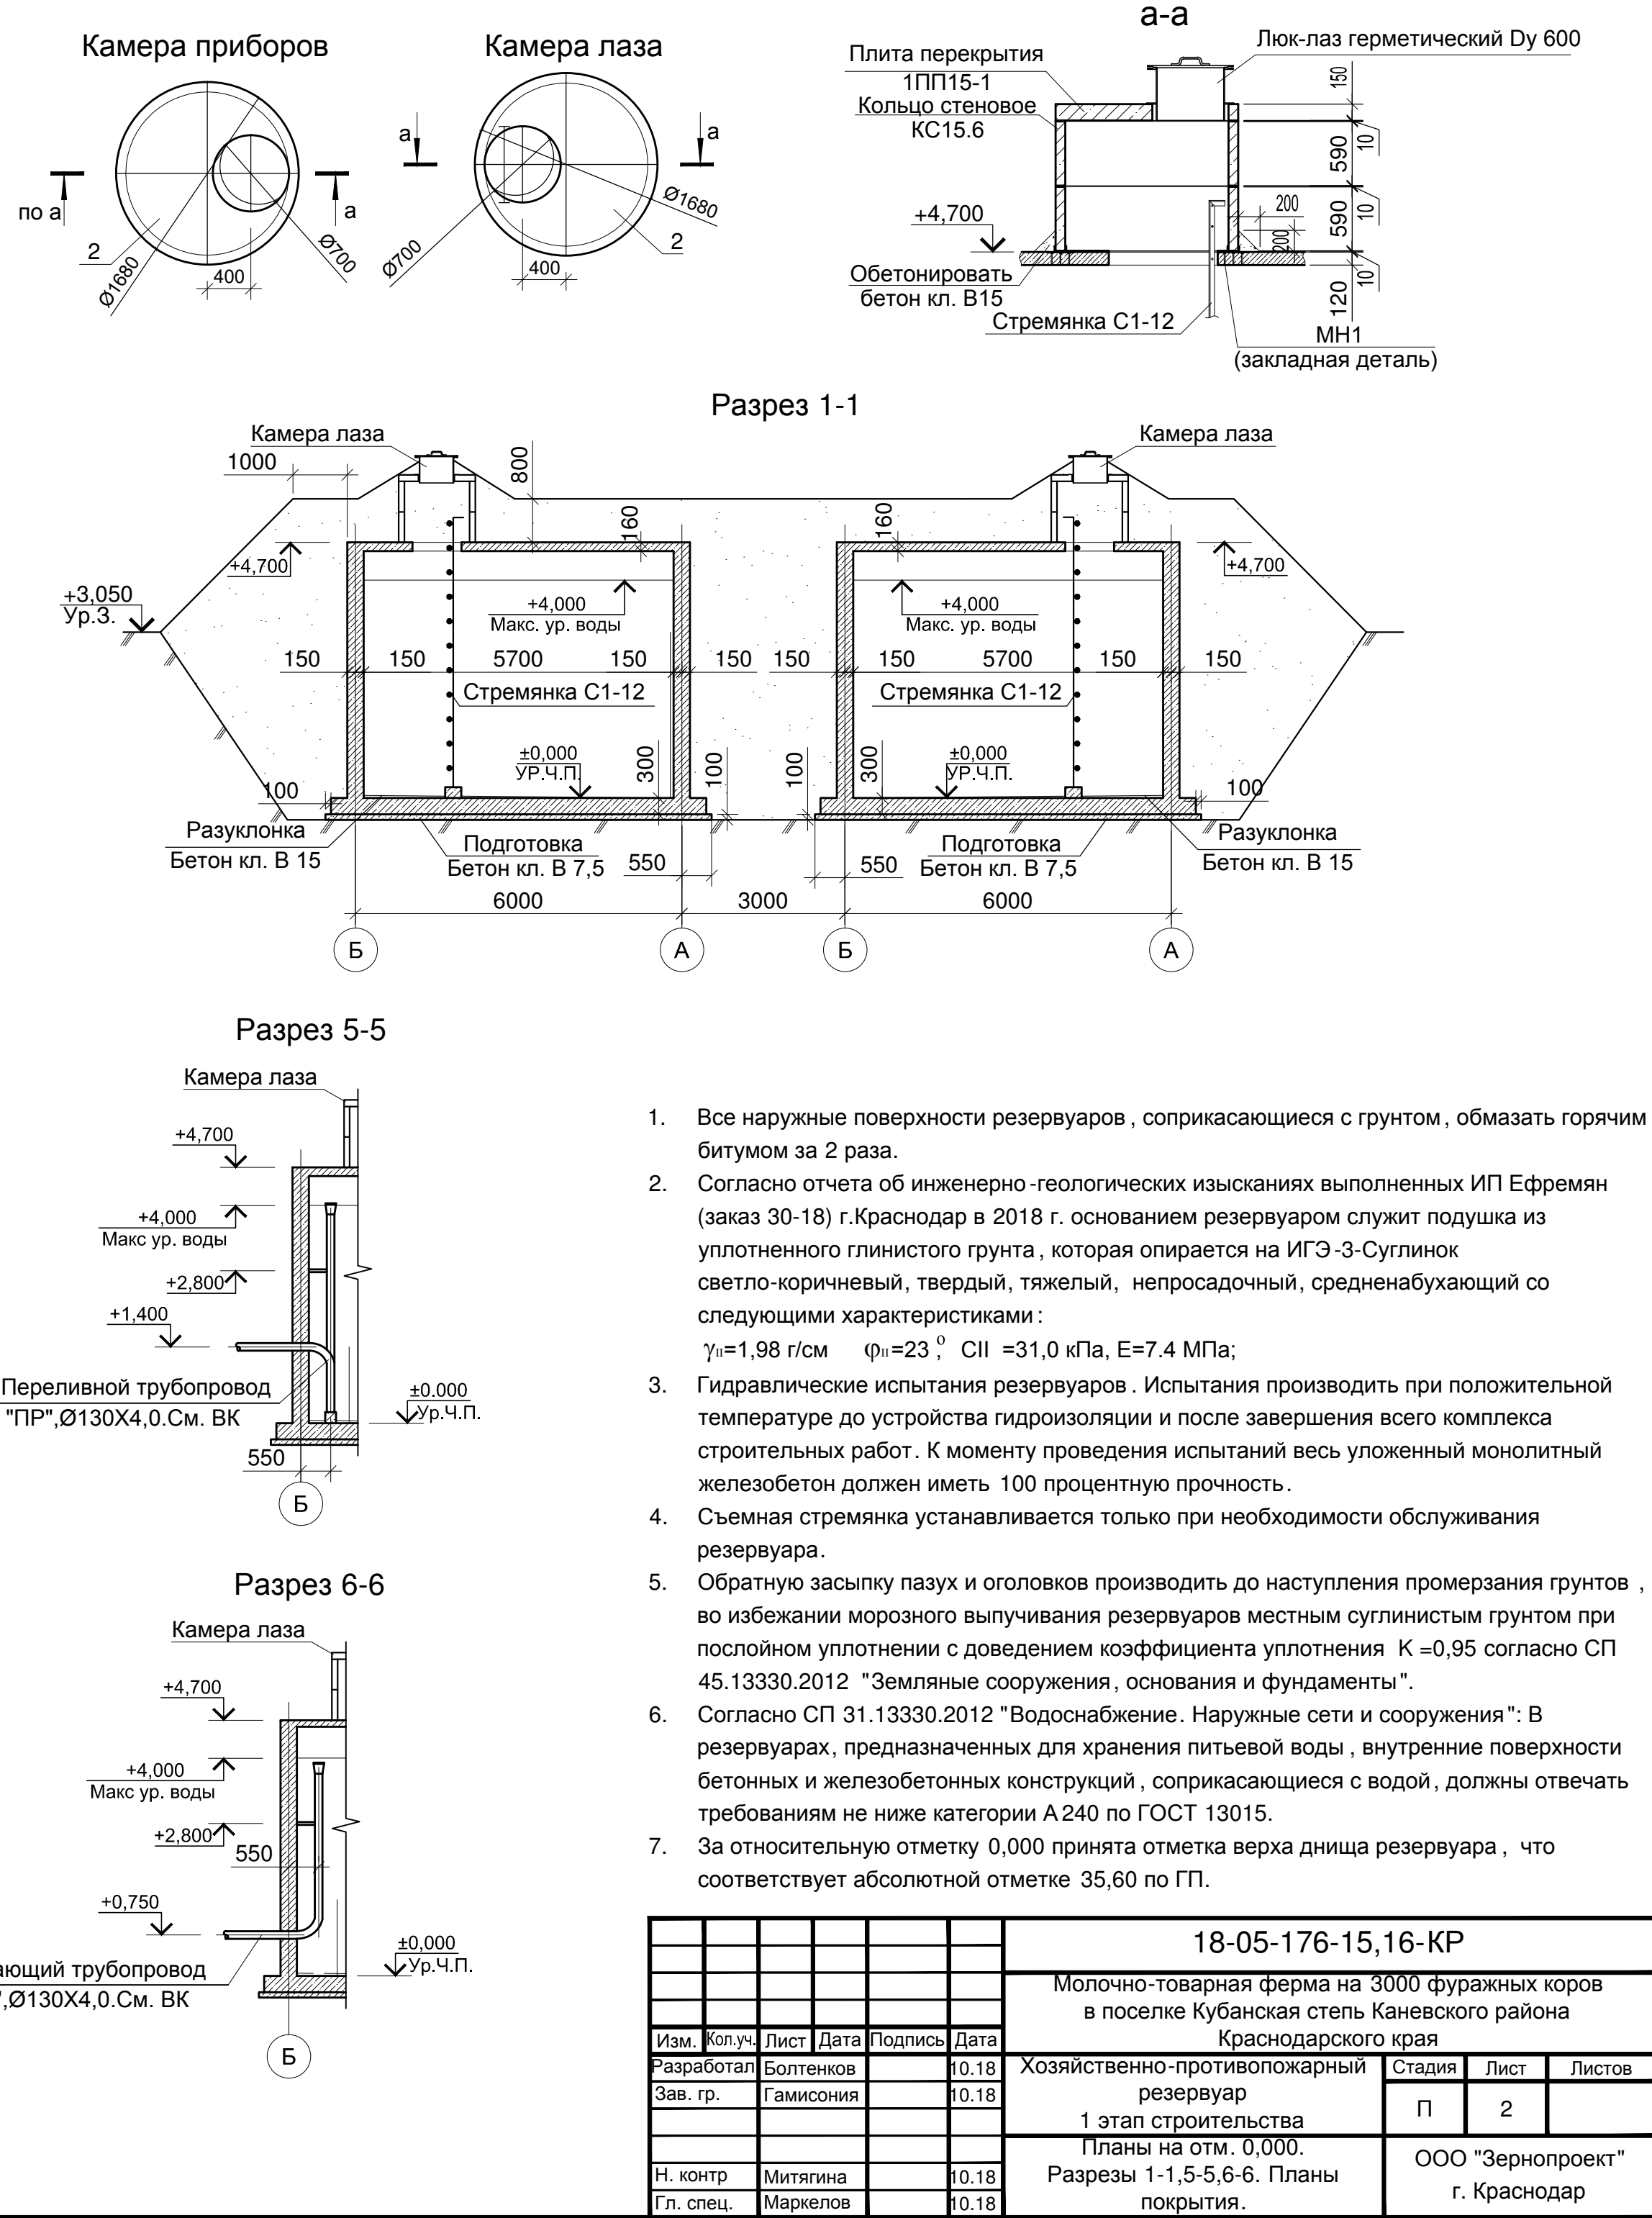 Камера приборов
по а
а
2
Ø1680
Ø700
400
Камера лаза
а
а
Ø1680
Ø700
2
400
а-а
Плита перекрытия
1ПП15-1
Кольцо стеновое
КС15.6
Люк-лаз герметический Dy 600
150
10
590
10
590
10
120
200
200
+4,700
Обетонировать
бетон кл. В15
Стремянка С1-12
МН1
(закладная деталь)
Разрез 1-1
Камера лаза
Камера лаза
1000
800
160
160
+4,700
+4,700
+3,050
Ур.З.
+4,000
Макс. ур. воды
+4,000
Макс. ур. воды
150
150
5700
150
150
150
150
5700
150
150
Стремянка С1-12
Стремянка С1-12
±0,000
УР.Ч.П.
300
100
100
300
±0,000
УР.Ч.П.
100
100
Разуклонка
Бетон кл. В 15
Подготовка
Бетон кл. В 7,5
550
550
Подготовка
Бетон кл. В 7,5
Разуклонка
Бетон кл. В 15
6000
3000
6000
Б
А
Б
А
Разрез 5-5
Камера лаза
+4,700
+4,000
Макс ур. воды
+2,800
+1,400
Переливной трубопровод
"ПР",Ø130Х4,0.См. ВК
±0.000
Ур.Ч.П.
550
Б
Разрез 6-6
Камера лаза
+4,700
+4,000
Макс ур. воды
+2,800
550
+0,750
±0,000
Ур.Ч.П.
ающий трубопровод
",Ø130Х4,0.См. ВК
Б
1. Все наружные поверхности резервуаров, соприкасающиеся с грунтом, обмазать горячим
битумом за 2 раза.
2. Согласно отчета об инженерно-геологических изысканиях выполненных ИП Ефремян
(заказ 30-18) г.Краснодар в 2018 г. основанием резервуаром служит подушка из
уплотненного глинистого грунта, которая опирается на ИГЭ-3-Суглинок
светло-коричневый, твердый, тяжелый, непросадочный, средненабухающий со
следующими характеристиками:
γII=1,98 г/см φII=23°, СII =31,0 кПа, Е=7.4 МПа;
3. Гидравлические испытания резервуаров. Испытания производить при положительной
температуре до устройства гидроизоляции и после завершения всего комплекса
строительных работ. К моменту проведения испытаний весь уложенный монолитный
железобетон должен иметь 100 процентную прочность.
4. Съемная стремянка устанавливается только при необходимости обслуживания
резервуара.
5. Обратную засыпку пазух и оголовков производить до наступления промерзания грунтов,
во избежании морозного выпучивания резервуаров местным суглинистым грунтом при
послойном уплотнении с доведением коэффициента уплотнения К =0,95 согласно СП
45.13330.2012 "Земляные сооружения, основания и фундаменты".
6. Согласно СП 31.13330.2012 "Водоснабжение. Наружные сети и сооружения": В
резервуарах, предназначенных для хранения питьевой воды, внутренние поверхности
бетонных и железобетонных конструкций, соприкасающиеся с водой, должны отвечать
требованиям не ниже категории А 240 по ГОСТ 13015.
7. За относительную отметку 0,000 принята отметка верха днища резервуара, что
соответствует абсолютной отметке 35,60 по ГП.
18-05-176-15,16-КР
Молочно-товарная ферма на 3000 фуражных коров
в поселке Кубанская степь Каневского района
Краснодарского края
Изм. Кол.уч. Лист Дата Подпись Дата
Разработал Болтенков 10.18
Зав. гр. Гамисония 10.18
Н. контр Митягина 10.18
Гл. спец. Маркелов 10.18
Хозяйственно-противопожарный
резервуар
1 этап строительства
Стадия Лист Листов
П 2
Планы на отм. 0,000.
Разрезы 1-1,5-5,6-6. Планы
покрытия.
ООО "Зернопроект"
г. Краснодар